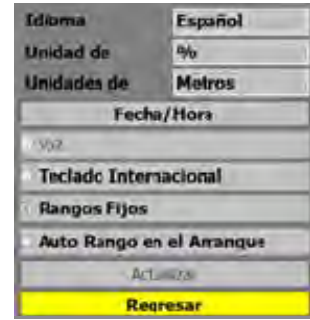 Idioma Español
Unidad de %
Unidades de Metros
Fecha/Hora
Voz
Teclado Internacional
Rangos Fijos
Auto Rango en el Arranque
Actualizar
Regresar